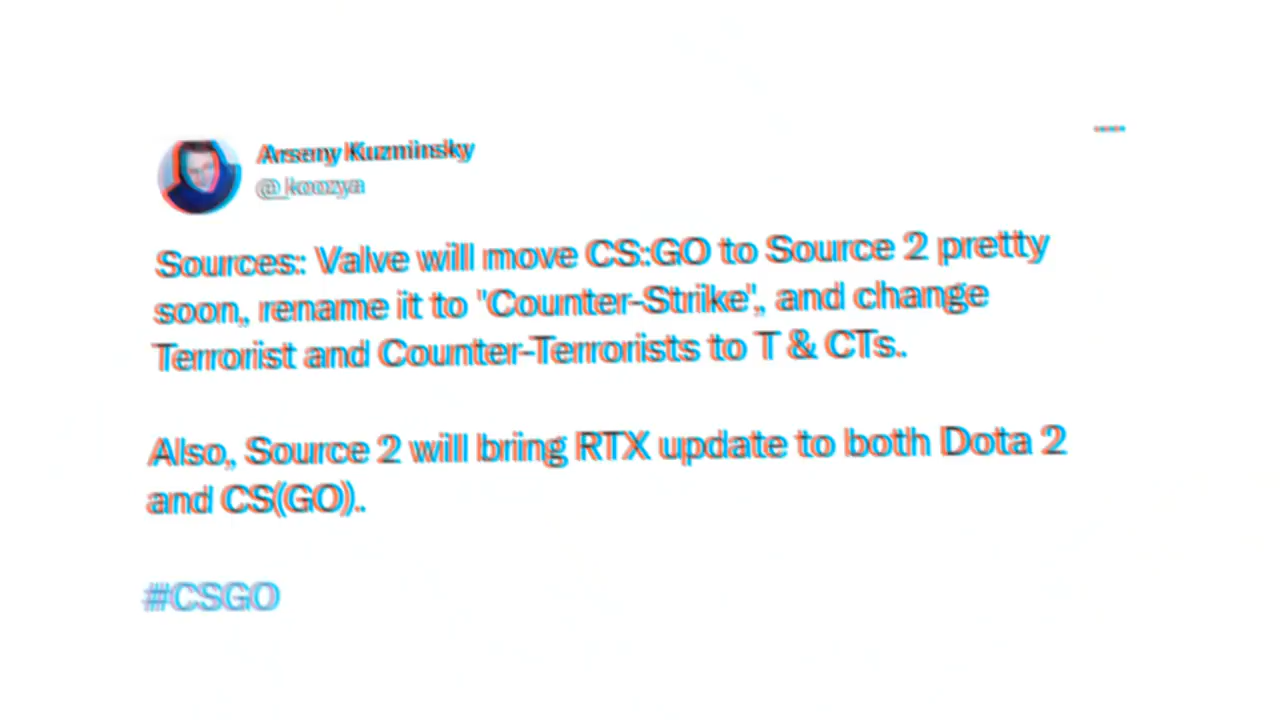 Arseny Kuzminsky
@_koozya
Sources: Valve will move CS:GO to Source 2 pretty
soon, rename it to 'Counter-Strike', and change
Terrorist and Counter-Terrorists to T & CTs.
Also, Source 2 will bring RTX update to both Dota 2
and CS(GO).
#CSGO